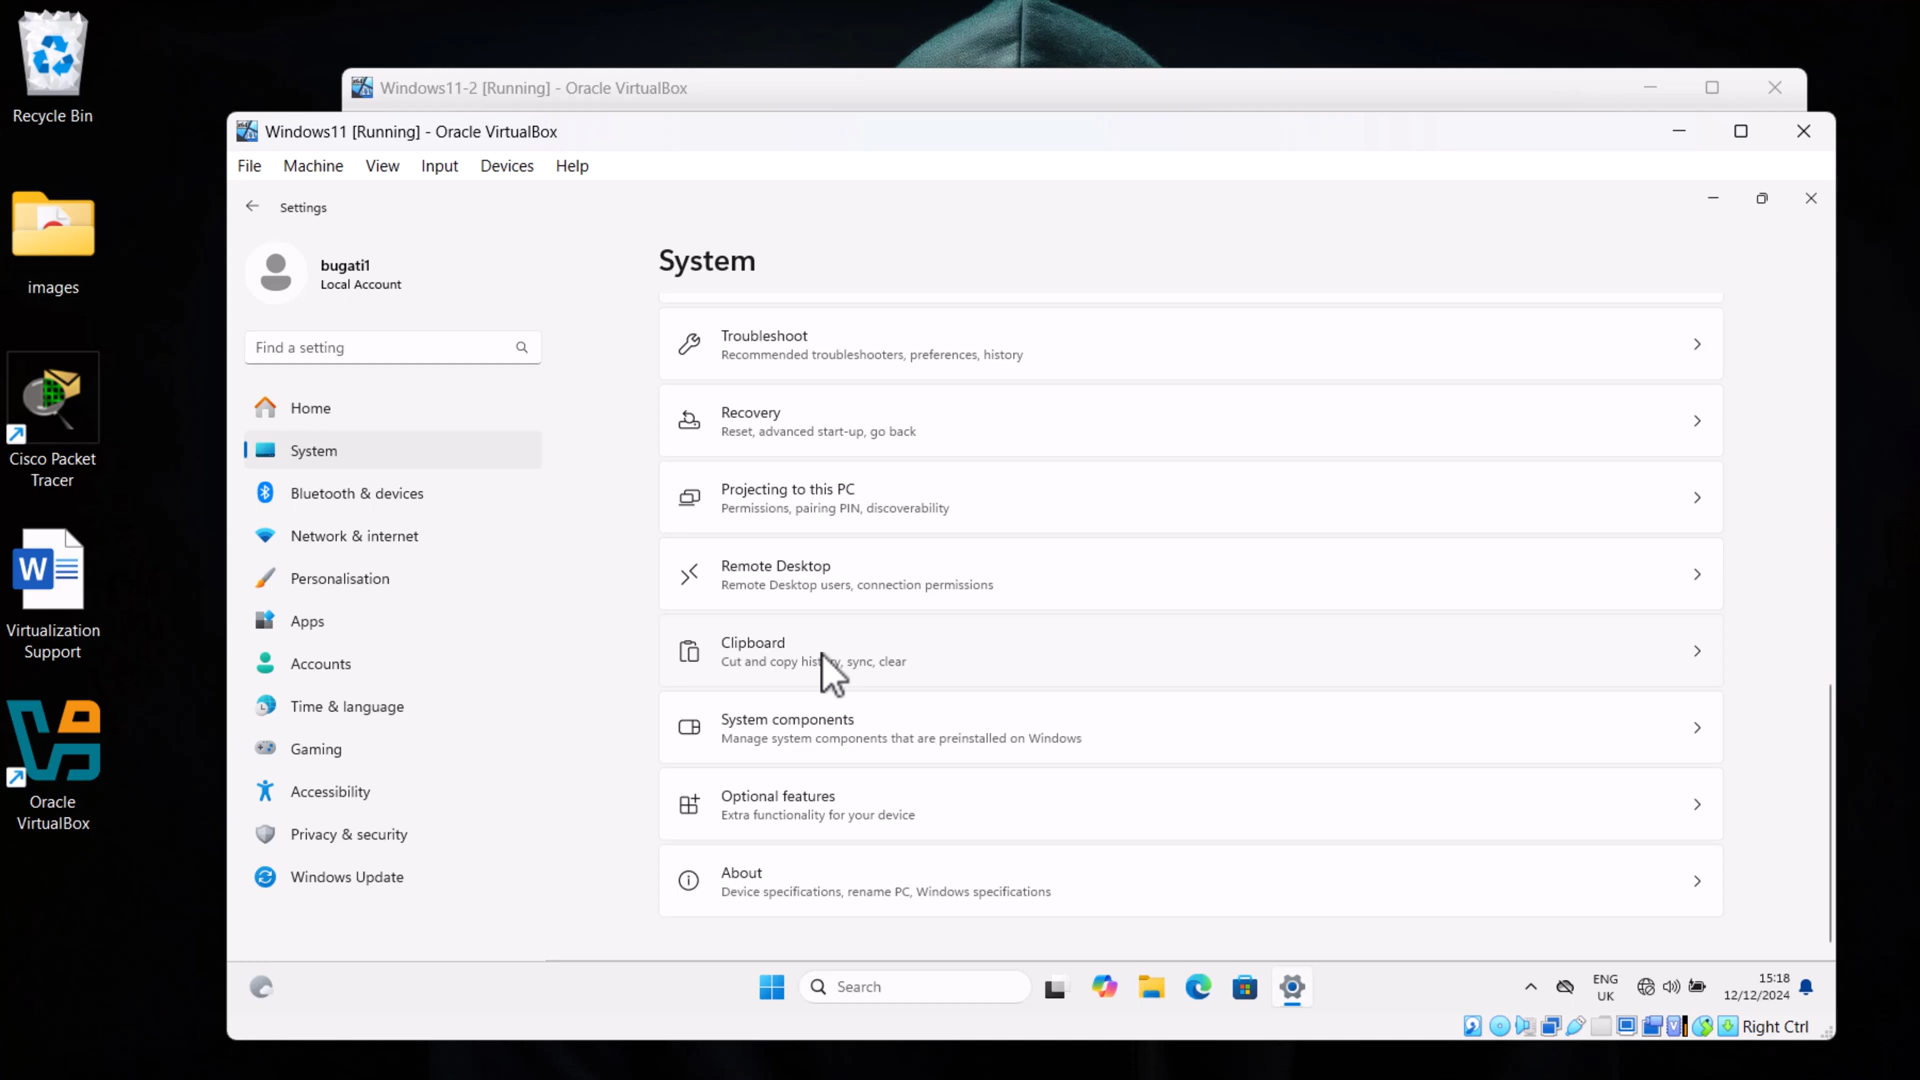 Recycle Bin
images
Cisco Packet
Tracer
Virtualization
Support
Oracle
VirtualBox
Windows11-2 [Running] - Oracle VirtualBox
Windows11 [Running] - Oracle VirtualBox
File Machine View Input Devices Help
Settings
bugati1
Local Account
Find a setting
Home
System
Bluetooth & devices
Network & internet
Personalisation
Apps
Accounts
Time & language
Gaming
Accessibility
Privacy & security
Windows Update
System
Troubleshoot
Recommended troubleshooters, preferences, history
Recovery
Reset, advanced start-up, go back
Projecting to this PC
Permissions, pairing PIN, discoverability
Remote Desktop
Remote Desktop users, connection permissions
Clipboard
Cut and copy history, sync, clear
System components
Manage system components that are preinstalled on Windows
Optional features
Extra functionality for your device
About
Device specifications, rename PC, Windows specifications
Search
ENG
UK
15:18
12/12/2024
Right Ctrl